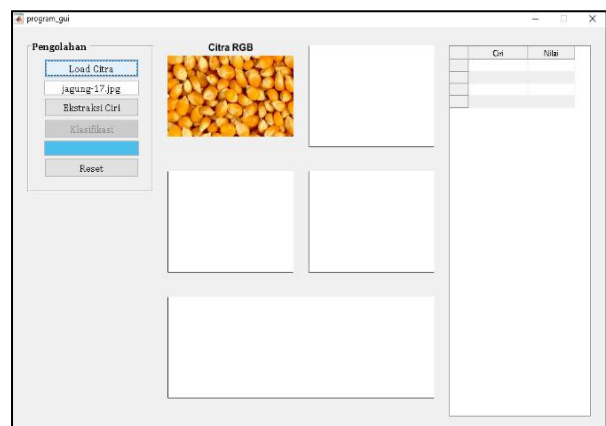 program_gui
Pengolahan
Load Citra
jagung-17.jpg
Ekstraksi Ciri
Klasifikasi
Reset
Citra RGB
Ciri Nilai